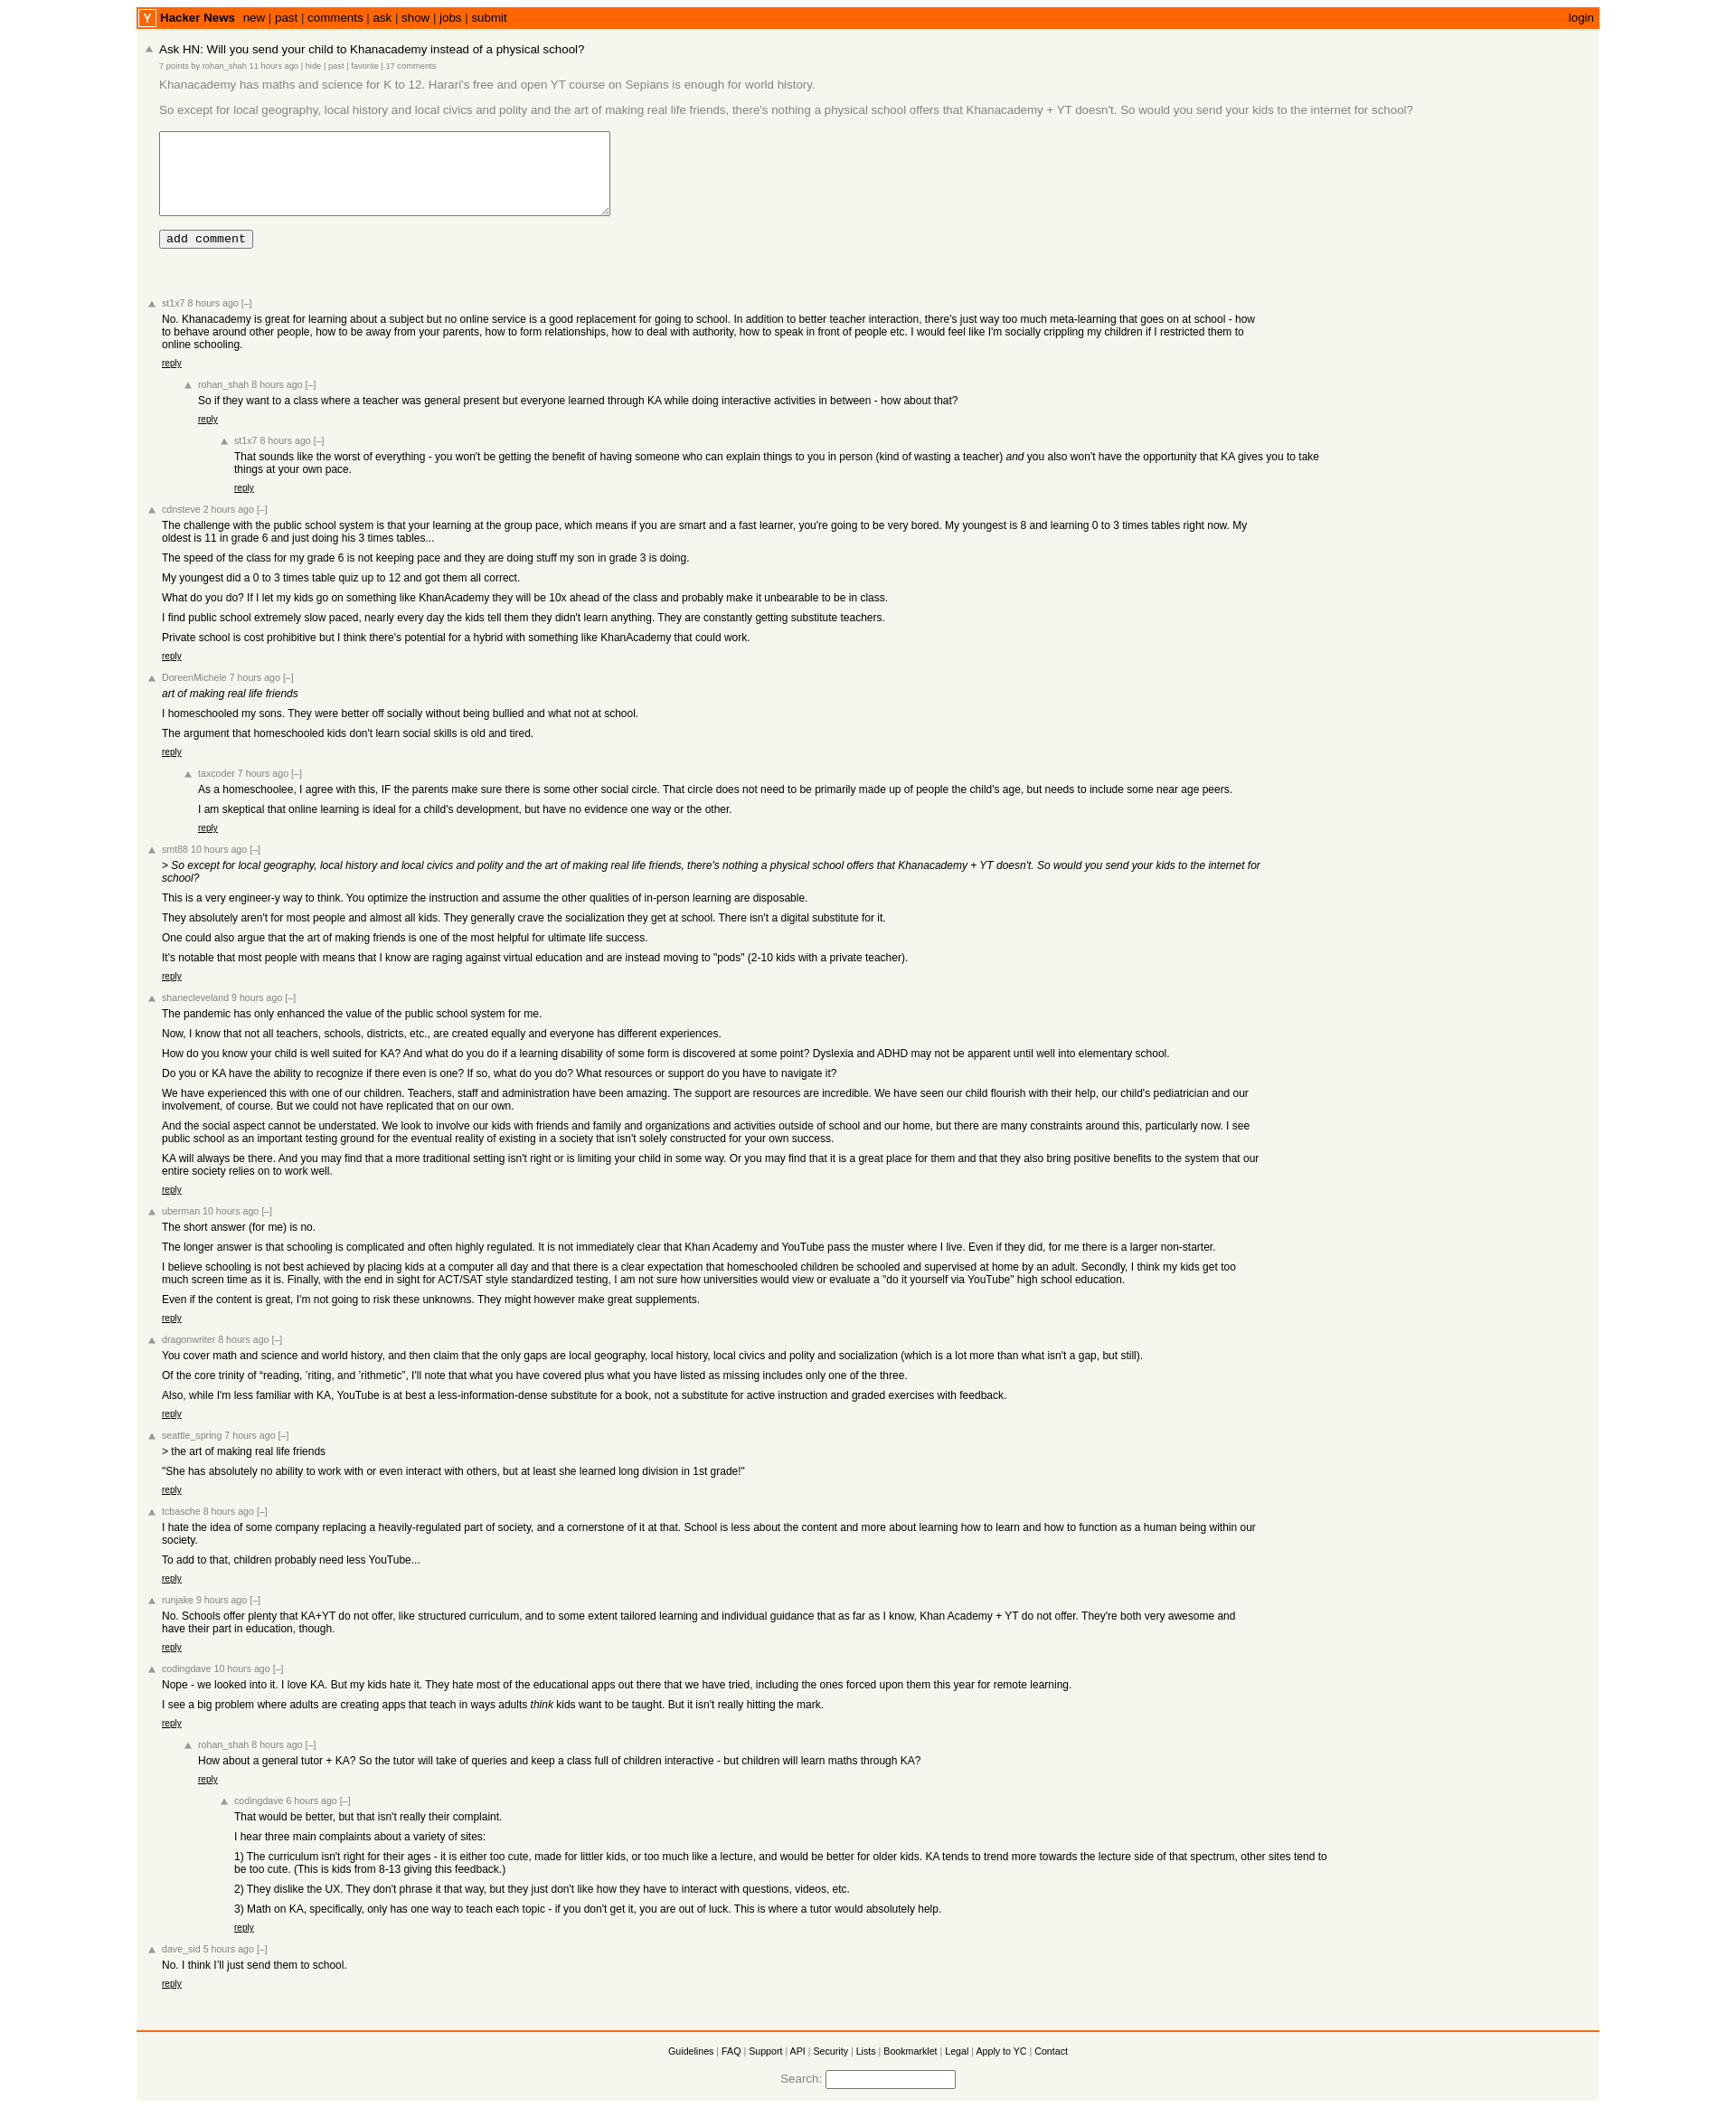 Y Hacker News new | past | comments | ask | show | jobs | submit login
Ask HN: Will you send your child to Khanacademy instead of a physical school?
7 points by rohan_shah 11 hours ago | hide | past | favorite | 17 comments
Khanacademy has maths and science for K to 12. Harari's free and open YT course on Sepians is enough for world history.
So except for local geography, local history and local civics and polity and the art of making real life friends, there's nothing a physical school offers that Khanacademy + YT doesn't. So would you send your kids to the internet for school?
add comment
st1x7 8 hours ago [–]
No. Khanacademy is great for learning about a subject but no online service is a good replacement for going to school. In addition to better teacher interaction, there's just way too much meta-learning that goes on at school - how
to behave around other people, how to be away from your parents, how to form relationships, how to deal with authority, how to speak in front of people etc. I would feel like I'm socially crippling my children if I restricted them to
online schooling.
reply
rohan_shah 8 hours ago [–]
So if they want to a class where a teacher was general present but everyone learned through KA while doing interactive activities in between - how about that?
reply
st1x7 8 hours ago [–]
That sounds like the worst of everything - you won't be getting the benefit of having someone who can explain things to you in person (kind of wasting a teacher) and you also won't have the opportunity that KA gives you to take
things at your own pace.
reply
cdnsteve 2 hours ago [–]
The challenge with the public school system is that your learning at the group pace, which means if you are smart and a fast learner, you're going to be very bored. My youngest is 8 and learning 0 to 3 times tables right now. My
oldest is 11 in grade 6 and just doing his 3 times tables...
The speed of the class for my grade 6 is not keeping pace and they are doing stuff my son in grade 3 is doing.
My youngest did a 0 to 3 times table quiz up to 12 and got them all correct.
What do you do? If I let my kids go on something like KhanAcademy they will be 10x ahead of the class and probably make it unbearable to be in class.
I find public school extremely slow paced, nearly every day the kids tell them they didn't learn anything. They are constantly getting substitute teachers.
Private school is cost prohibitive but I think there's potential for a hybrid with something like KhanAcademy that could work.
reply
DoreenMichele 7 hours ago [–]
art of making real life friends
I homeschooled my sons. They were better off socially without being bullied and what not at school.
The argument that homeschooled kids don't learn social skills is old and tired.
reply
taxcoder 7 hours ago [–]
As a homeschoolee, I agree with this, IF the parents make sure there is some other social circle. That circle does not need to be primarily made up of people the child's age, but needs to include some near age peers.
I am skeptical that online learning is ideal for a child's development, but have no evidence one way or the other.
reply
smt88 10 hours ago [–]
> So except for local geography, local history and local civics and polity and the art of making real life friends, there's nothing a physical school offers that Khanacademy + YT doesn't. So would you send your kids to the internet for
school?
This is a very engineer-y way to think. You optimize the instruction and assume the other qualities of in-person learning are disposable.
They absolutely aren't for most people and almost all kids. They generally crave the socialization they get at school. There isn't a digital substitute for it.
One could also argue that the art of making friends is one of the most helpful for ultimate life success.
It's notable that most people with means that I know are raging against virtual education and are instead moving to "pods" (2-10 kids with a private teacher).
reply
shanecleveland 9 hours ago [–]
The pandemic has only enhanced the value of the public school system for me.
Now, I know that not all teachers, schools, districts, etc., are created equally and everyone has different experiences.
How do you know your child is well suited for KA? And what do you do if a learning disability of some form is discovered at some point? Dyslexia and ADHD may not be apparent until well into elementary school.
Do you or KA have the ability to recognize if there even is one? If so, what do you do? What resources or support do you have to navigate it?
We have experienced this with one of our children. Teachers, staff and administration have been amazing. The support are resources are incredible. We have seen our child flourish with their help, our child's pediatrician and our
involvement, of course. But we could not have replicated that on our own.
And the social aspect cannot be understated. We look to involve our kids with friends and family and organizations and activities outside of school and our home, but there are many constraints around this, particularly now. I see
public school as an important testing ground for the eventual reality of existing in a society that isn't solely constructed for your own success.
KA will always be there. And you may find that a more traditional setting isn't right or is limiting your child in some way. Or you may find that it is a great place for them and that they also bring positive benefits to the system that our
entire society relies on to work well.
reply
uberman 10 hours ago [–]
The short answer (for me) is no.
The longer answer is that schooling is complicated and often highly regulated. It is not immediately clear that Khan Academy and YouTube pass the muster where I live. Even if they did, for me there is a larger non-starter.
I believe schooling is not best achieved by placing kids at a computer all day and that there is a clear expectation that homeschooled children be schooled and supervised at home by an adult. Secondly, I think my kids get too
much screen time as it is. Finally, with the end in sight for ACT/SAT style standardized testing, I am not sure how universities would view or evaluate a "do it yourself via YouTube" high school education.
Even if the content is great, I'm not going to risk these unknowns. They might however make great supplements.
reply
dragonwriter 8 hours ago [–]
You cover math and science and world history, and then claim that the only gaps are local geography, local history, local civics and polity and socialization (which is a lot more than what isn't a gap, but still).
Of the core trinity of “reading, ’riting, and ’rithmetic”, I'll note that what you have covered plus what you have listed as missing includes only one of the three.
Also, while I'm less familiar with KA, YouTube is at best a less-information-dense substitute for a book, not a substitute for active instruction and graded exercises with feedback.
reply
seattle_spring 7 hours ago [–]
> the art of making real life friends
"She has absolutely no ability to work with or even interact with others, but at least she learned long division in 1st grade!"
reply
tcbasche 8 hours ago [–]
I hate the idea of some company replacing a heavily-regulated part of society, and a cornerstone of it at that. School is less about the content and more about learning how to learn and how to function as a human being within our
society.
To add to that, children probably need less YouTube...
reply
runjake 9 hours ago [–]
No. Schools offer plenty that KA+YT do not offer, like structured curriculum, and to some extent tailored learning and individual guidance that as far as I know, Khan Academy + YT do not offer. They're both very awesome and
have their part in education, though.
reply
codingdave 10 hours ago [–]
Nope - we looked into it. I love KA. But my kids hate it. They hate most of the educational apps out there that we have tried, including the ones forced upon them this year for remote learning.
I see a big problem where adults are creating apps that teach in ways adults think kids want to be taught. But it isn't really hitting the mark.
reply
rohan_shah 8 hours ago [–]
How about a general tutor + KA? So the tutor will take of queries and keep a class full of children interactive - but children will learn maths through KA?
reply
codingdave 6 hours ago [–]
That would be better, but that isn't really their complaint.
I hear three main complaints about a variety of sites:
1) The curriculum isn't right for their ages - it is either too cute, made for littler kids, or too much like a lecture, and would be better for older kids. KA tends to trend more towards the lecture side of that spectrum, other sites tend to
be too cute. (This is kids from 8-13 giving this feedback.)
2) They dislike the UX. They don't phrase it that way, but they just don't like how they have to interact with questions, videos, etc.
3) Math on KA, specifically, only has one way to teach each topic - if you don't get it, you are out of luck. This is where a tutor would absolutely help.
reply
dave_sid 5 hours ago [–]
No. I think I’ll just send them to school.
reply
Guidelines | FAQ | Support | API | Security | Lists | Bookmarklet | Legal | Apply to YC | Contact
Search: